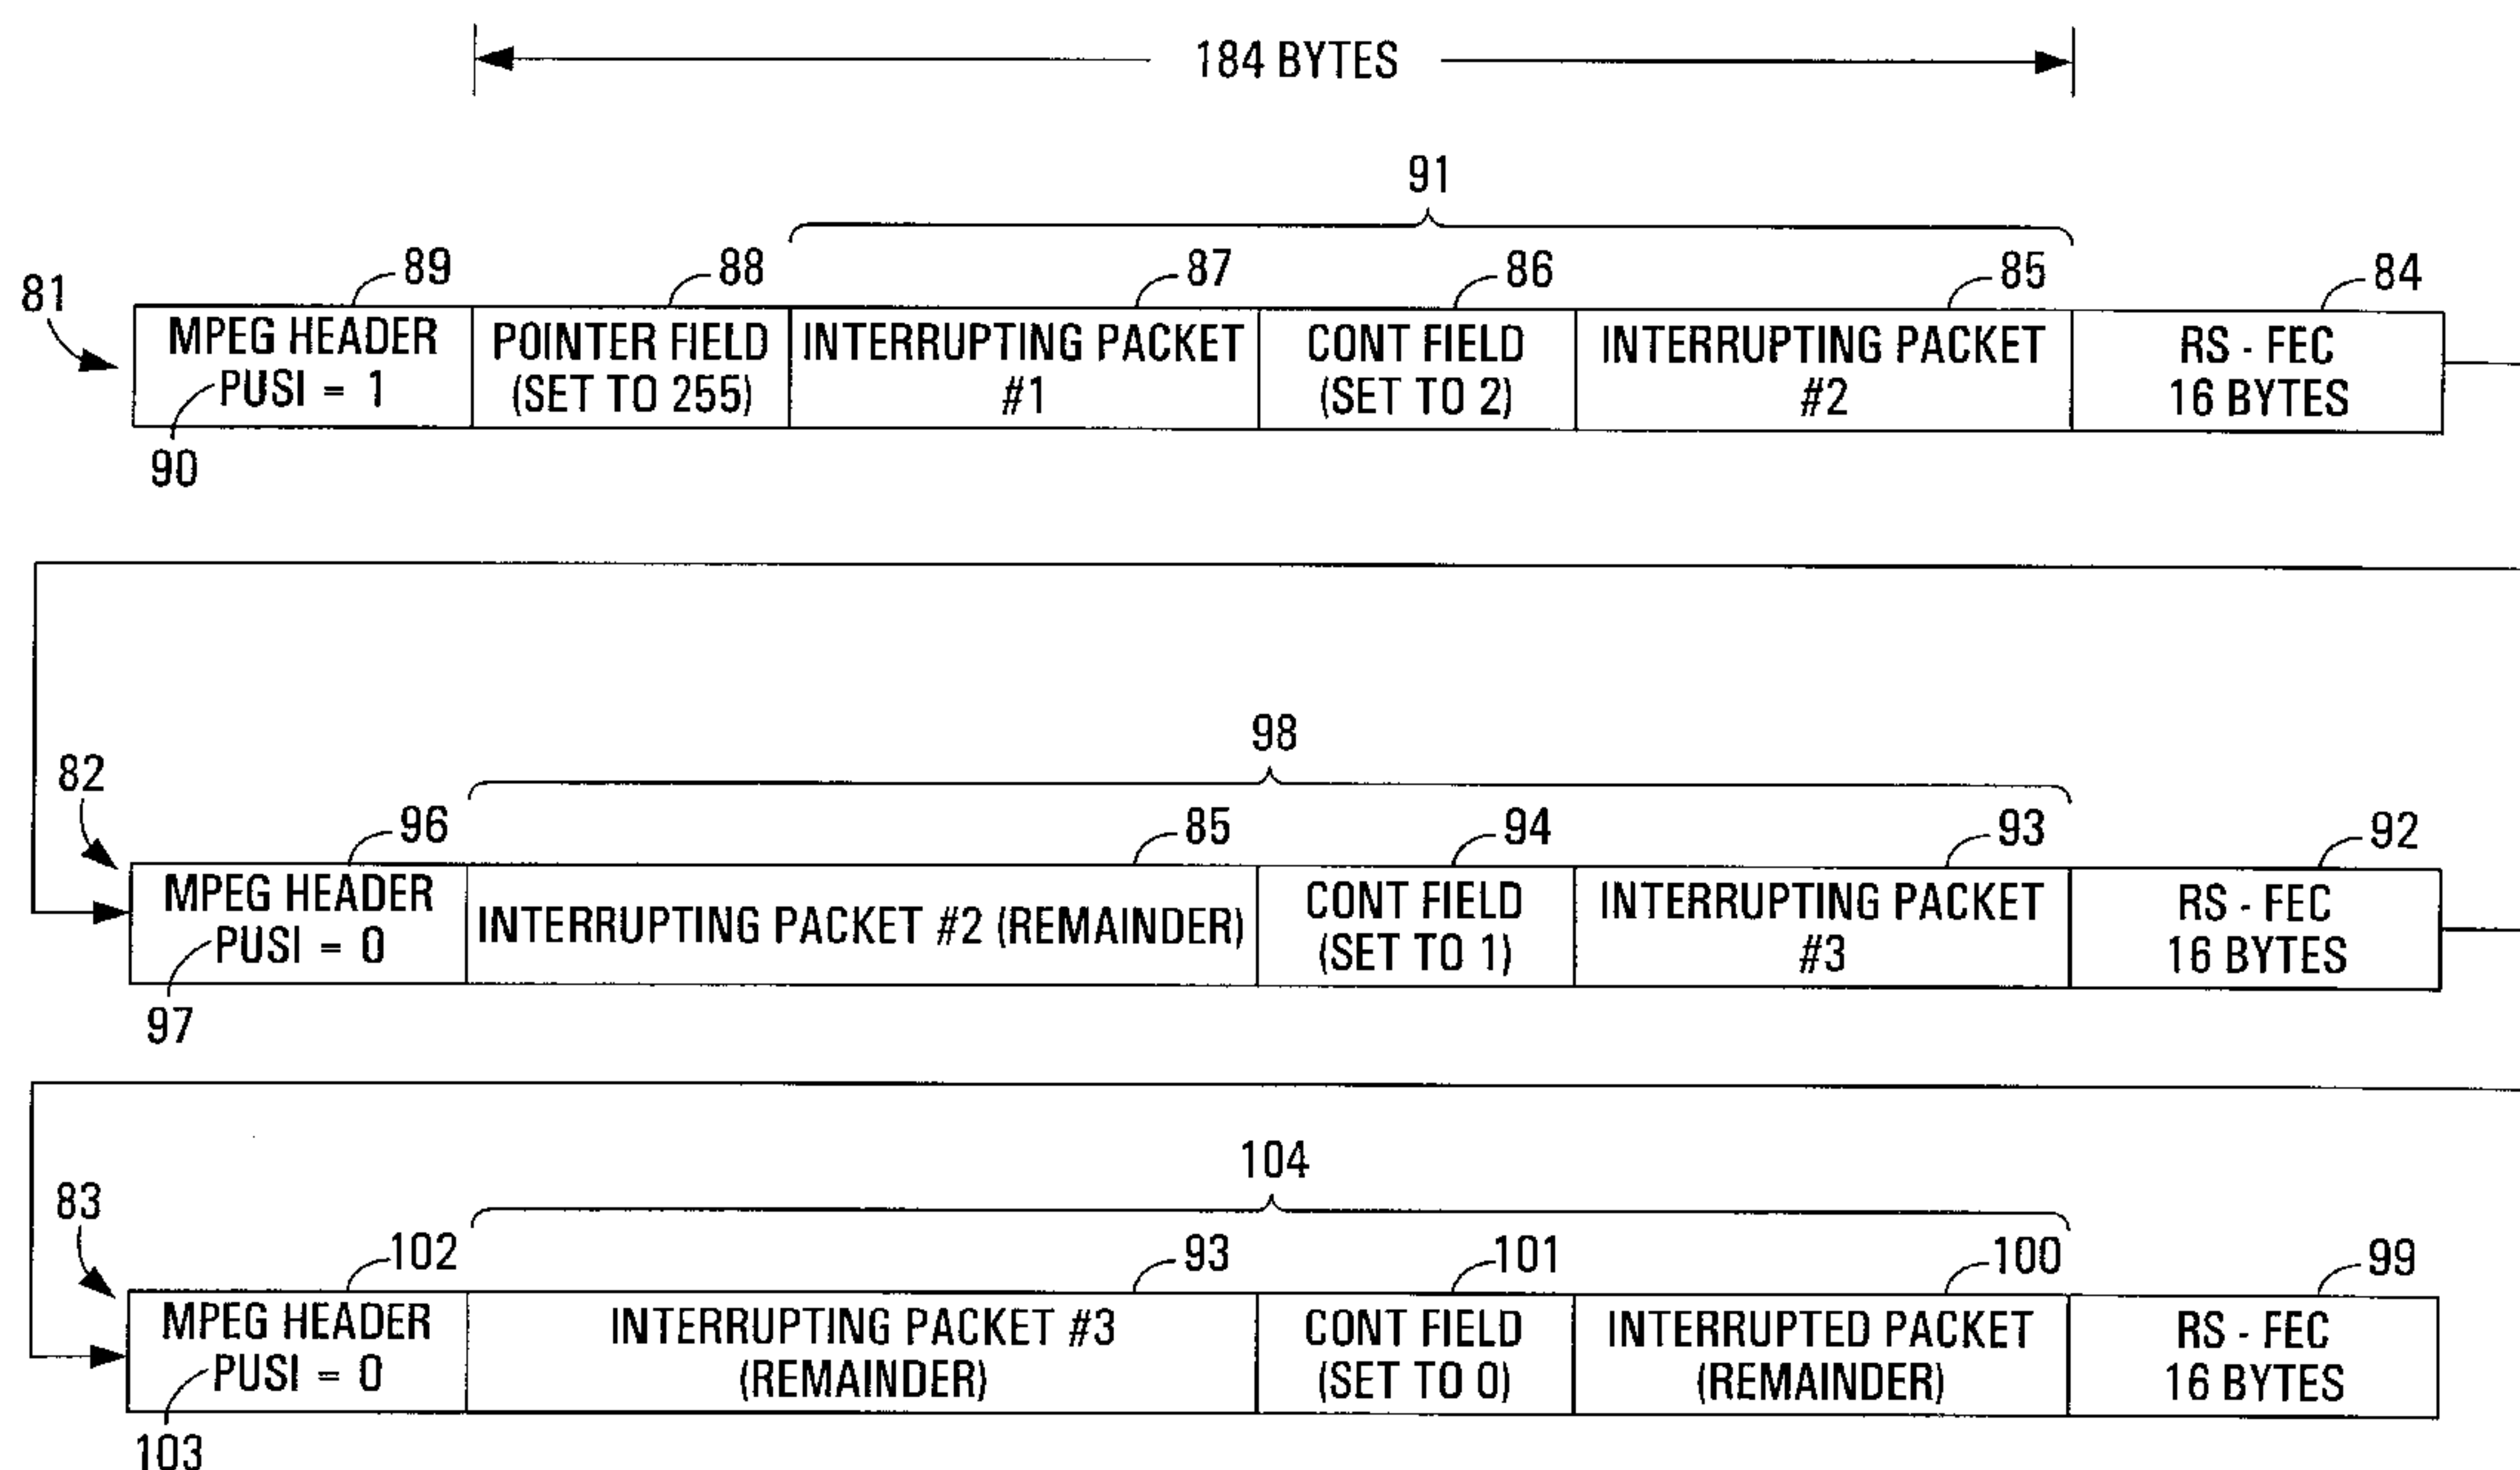 184 BYTES
91
81
89
88
87
86
85
84
MPEG HEADER
PUSI = 1
POINTER FIELD
(SET TO 255)
INTERRUPTING PACKET
#1
CONT FIELD
(SET TO 2)
INTERRUPTING PACKET
#2
RS - FEC
16 BYTES
90
98
82
96
85
94
93
92
MPEG HEADER
PUSI = 0
INTERRUPTING PACKET #2 (REMAINDER)
CONT FIELD
(SET TO 1)
INTERRUPTING PACKET
#3
RS - FEC
16 BYTES
97
104
83
102
93
101
100
99
MPEG HEADER
PUSI = 0
INTERRUPTING PACKET #3
(REMAINDER)
CONT FIELD
(SET TO 0)
INTERRUPTED PACKET
(REMAINDER)
RS - FEC
16 BYTES
103